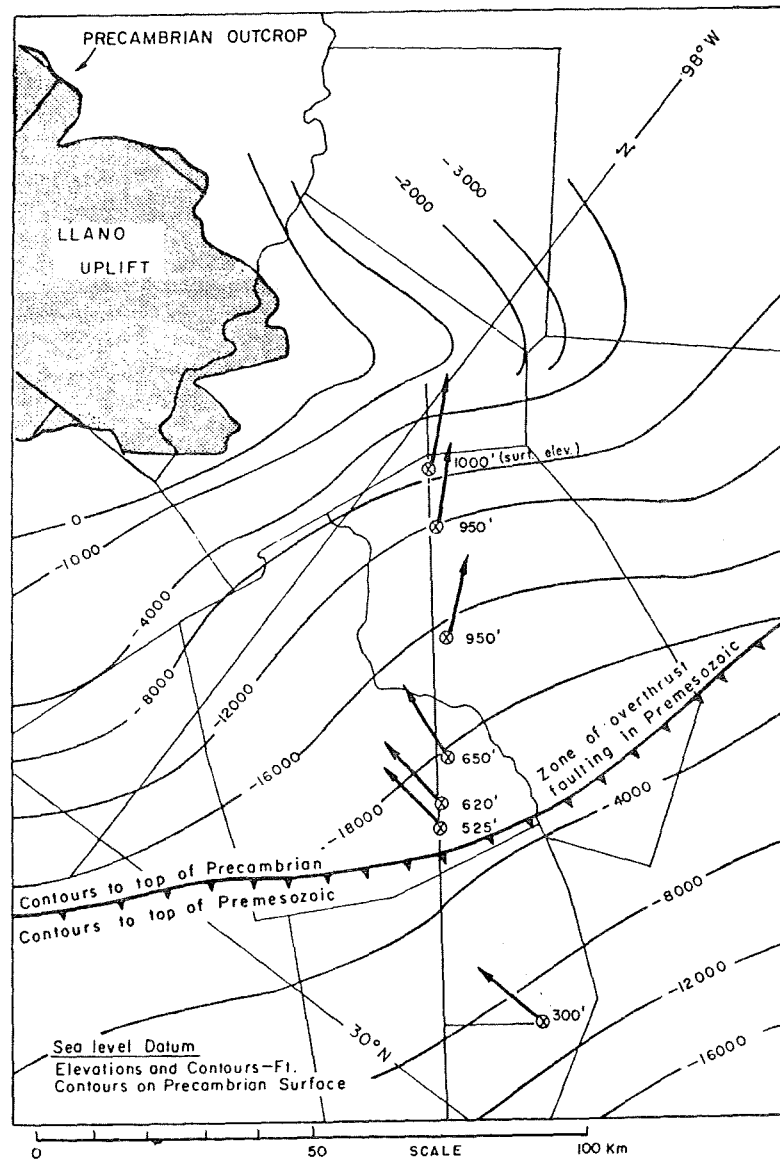 PRECAMBRIAN OUTCROP
98° W
N
-3000
-2000
LLANO
UPLIFT
1000' (surf. elev.)
0
950'
-1000
-4000
950'
-8000
-12000
Zone of overthrust
faulting in Premesozoic
650'
-16000
620'
-4000
-18000
525'
Contours to top of Precambrian
Contours to top of Premesozoic
-8000
-12000
300'
30° N
-16000
Sea level Datum
Elevations and Contours-Ft.
Contours on Precambrian Surface
0 50 SCALE 100 Km